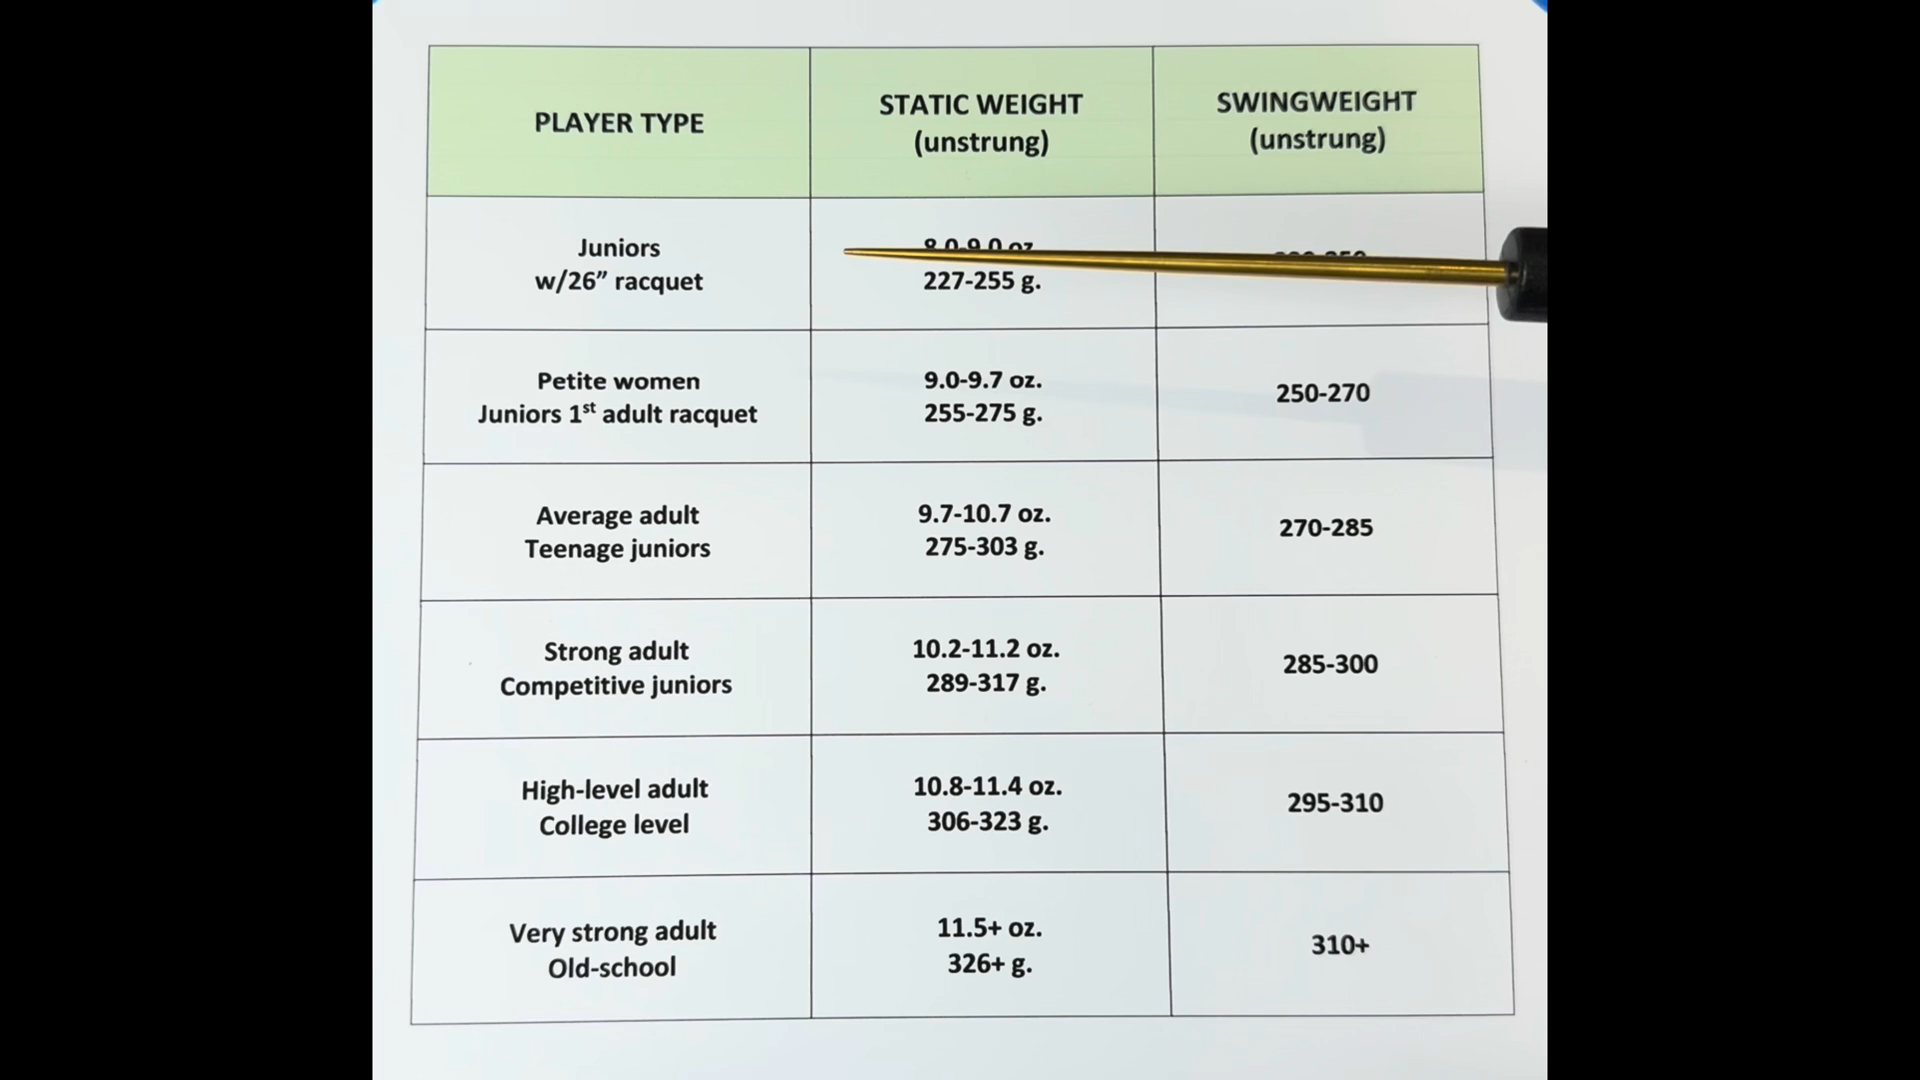 PLAYER TYPE
STATIC WEIGHT
(unstrung)
SWINGWEIGHT
(unstrung)
Juniors
w/26” racquet
8.0-9.0 oz.
227-255 g.
Petite women
Juniors 1st adult racquet
9.0-9.7 oz.
255-275 g.
250-270
Average adult
Teenage juniors
9.7-10.7 oz.
275-303 g.
270-285
Strong adult
Competitive juniors
10.2-11.2 oz.
289-317 g.
285-300
High-level adult
College level
10.8-11.4 oz.
306-323 g.
295-310
Very strong adult
Old-school
11.5+ oz.
326+ g.
310+